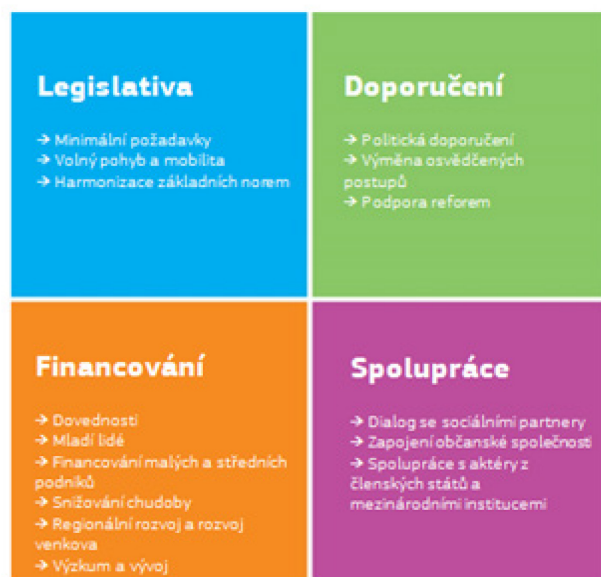 Legislativa
→ Minimální požadavky
→ Volný pohyb a mobilita
→ Harmonizace základních norem
Doporučení
→ Politická doporučení
→ Výměna osvědčených
postupů
→ Podpora reforem
Financování
→ Dovednosti
→ Mladí lidé
→ Financování malých a středních
podniků
→ Snižování chudoby
→ Regionální rozvoj a rozvoj
venkova
→ Výzkum a vývoj
Spolupráce
→ Dialog se sociálními partnery
→ Zapojení občanské společnosti
→ Spolupráce s aktéry z
členských států a
mezinárodními institucemi